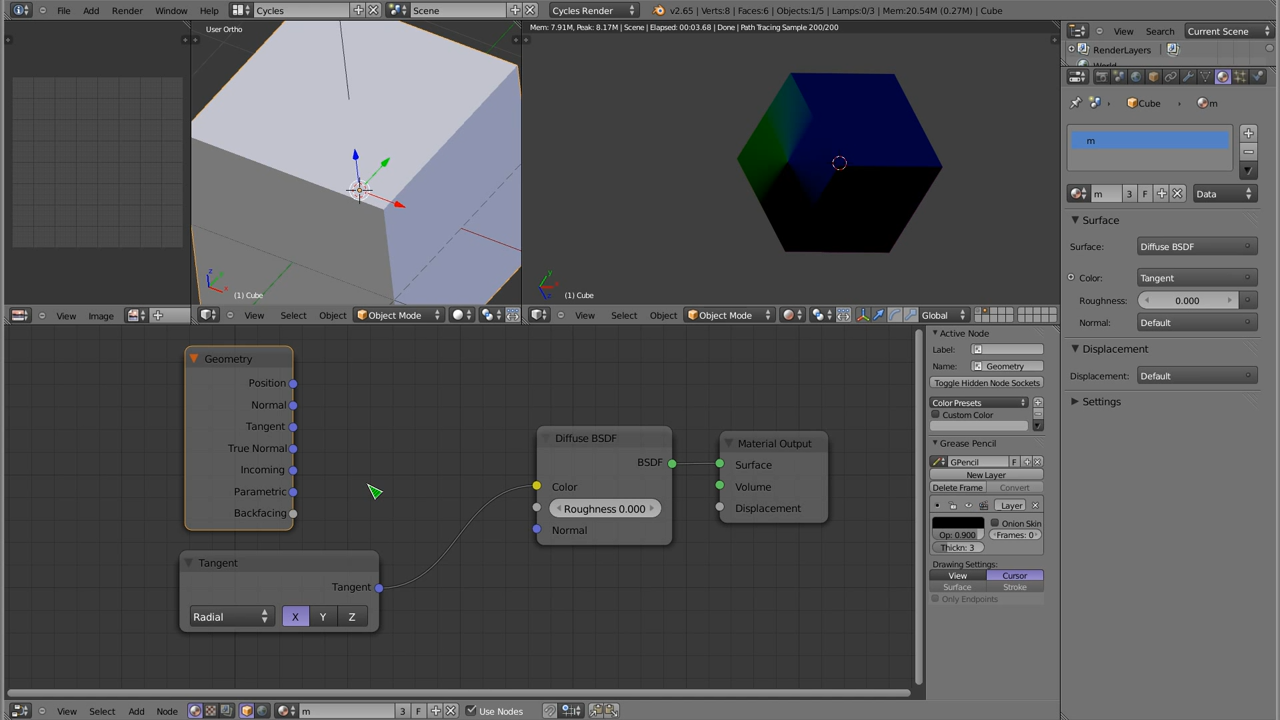 File Add Render Window Help Cycles Scene Cycles Render v2.65 | Verts:8 | Faces:6 | Objects:1/5 | Lamps:0/3 | Mem:20.54M (0.27M) | Cube
User Ortho
Mem: 7.91M, Peak: 8.17M | Scene | Elapsed: 00:03.68 | Done | Path Tracing Sample 200/200
View Search Current Scene
RenderLayers
World
Cube m
m
m 3 F Data
Surface
Surface: Diffuse BSDF
Color: Tangent
Roughness: 0.000
Normal: Default
Displacement
Displacement: Default
Settings
z y x
(1) Cube
y x
(1) Cube
View Image
View Select Object Object Mode
View Select Object Object Mode Global
Geometry
Position
Normal
Tangent
True Normal
Incoming
Parametric
Backfacing
Tangent
Tangent
Radial X Y Z
Diffuse BSDF
BSDF
Color
Roughness 0.000
Normal
Material Output
Surface
Volume
Displacement
Active Node
Label:
Name: Geometry
Toggle Hidden Node Sockets
Color Presets
Custom Color
Grease Pencil
GPencil F
New Layer
Delete Frame Convert
Layer
Onion Skin
Op: 0.900 Frames: 0
Thickn: 3
Drawing Settings:
View Cursor
Surface Stroke
Only Endpoints
View Select Add Node m 3 F Use Nodes